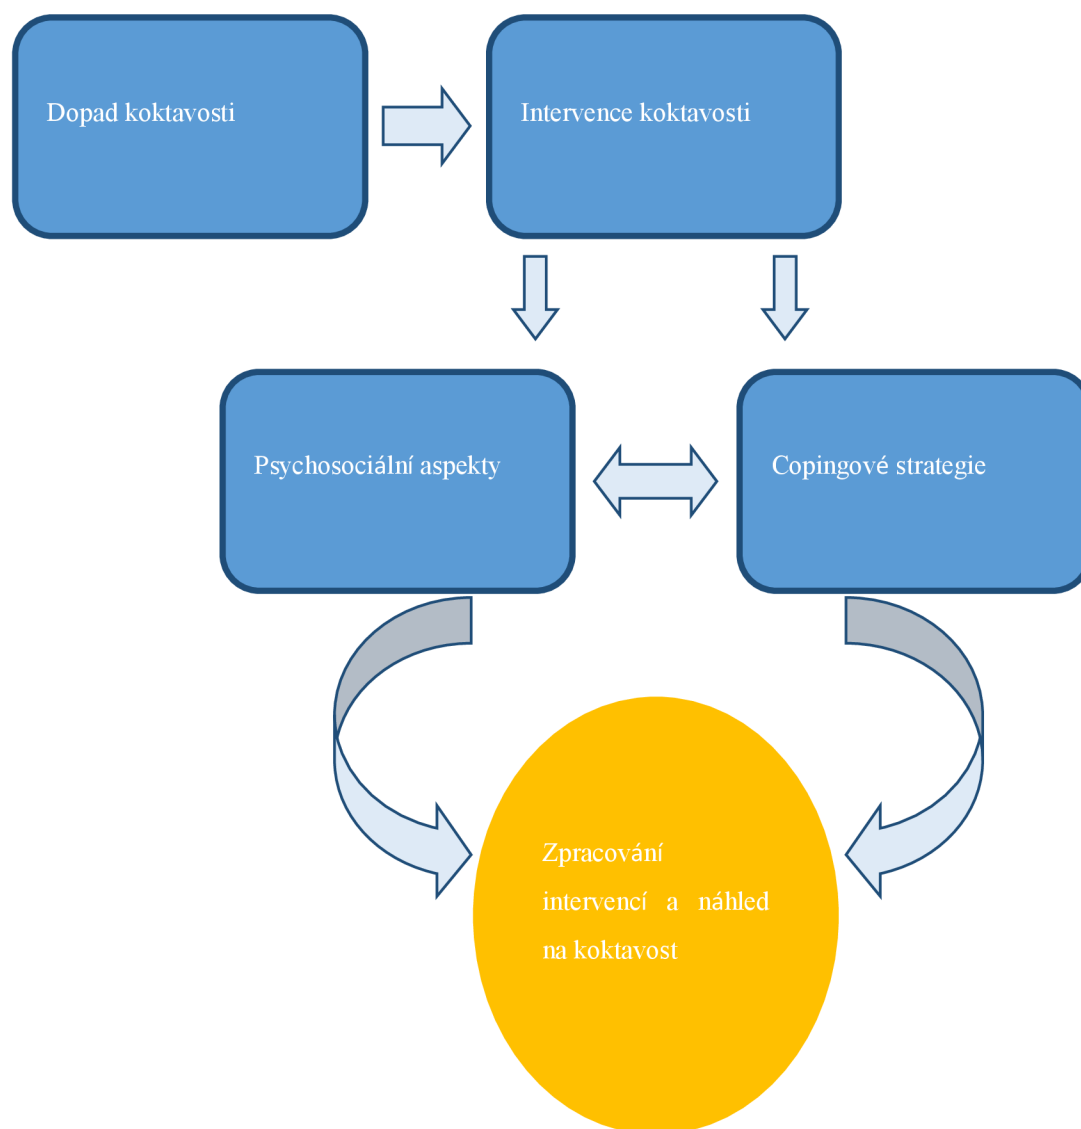 Dopad koktavosti
Intervence koktavosti
Psychosociální aspekty
Copingové strategie
Zpracování
intervencí a náhled
na koktavost